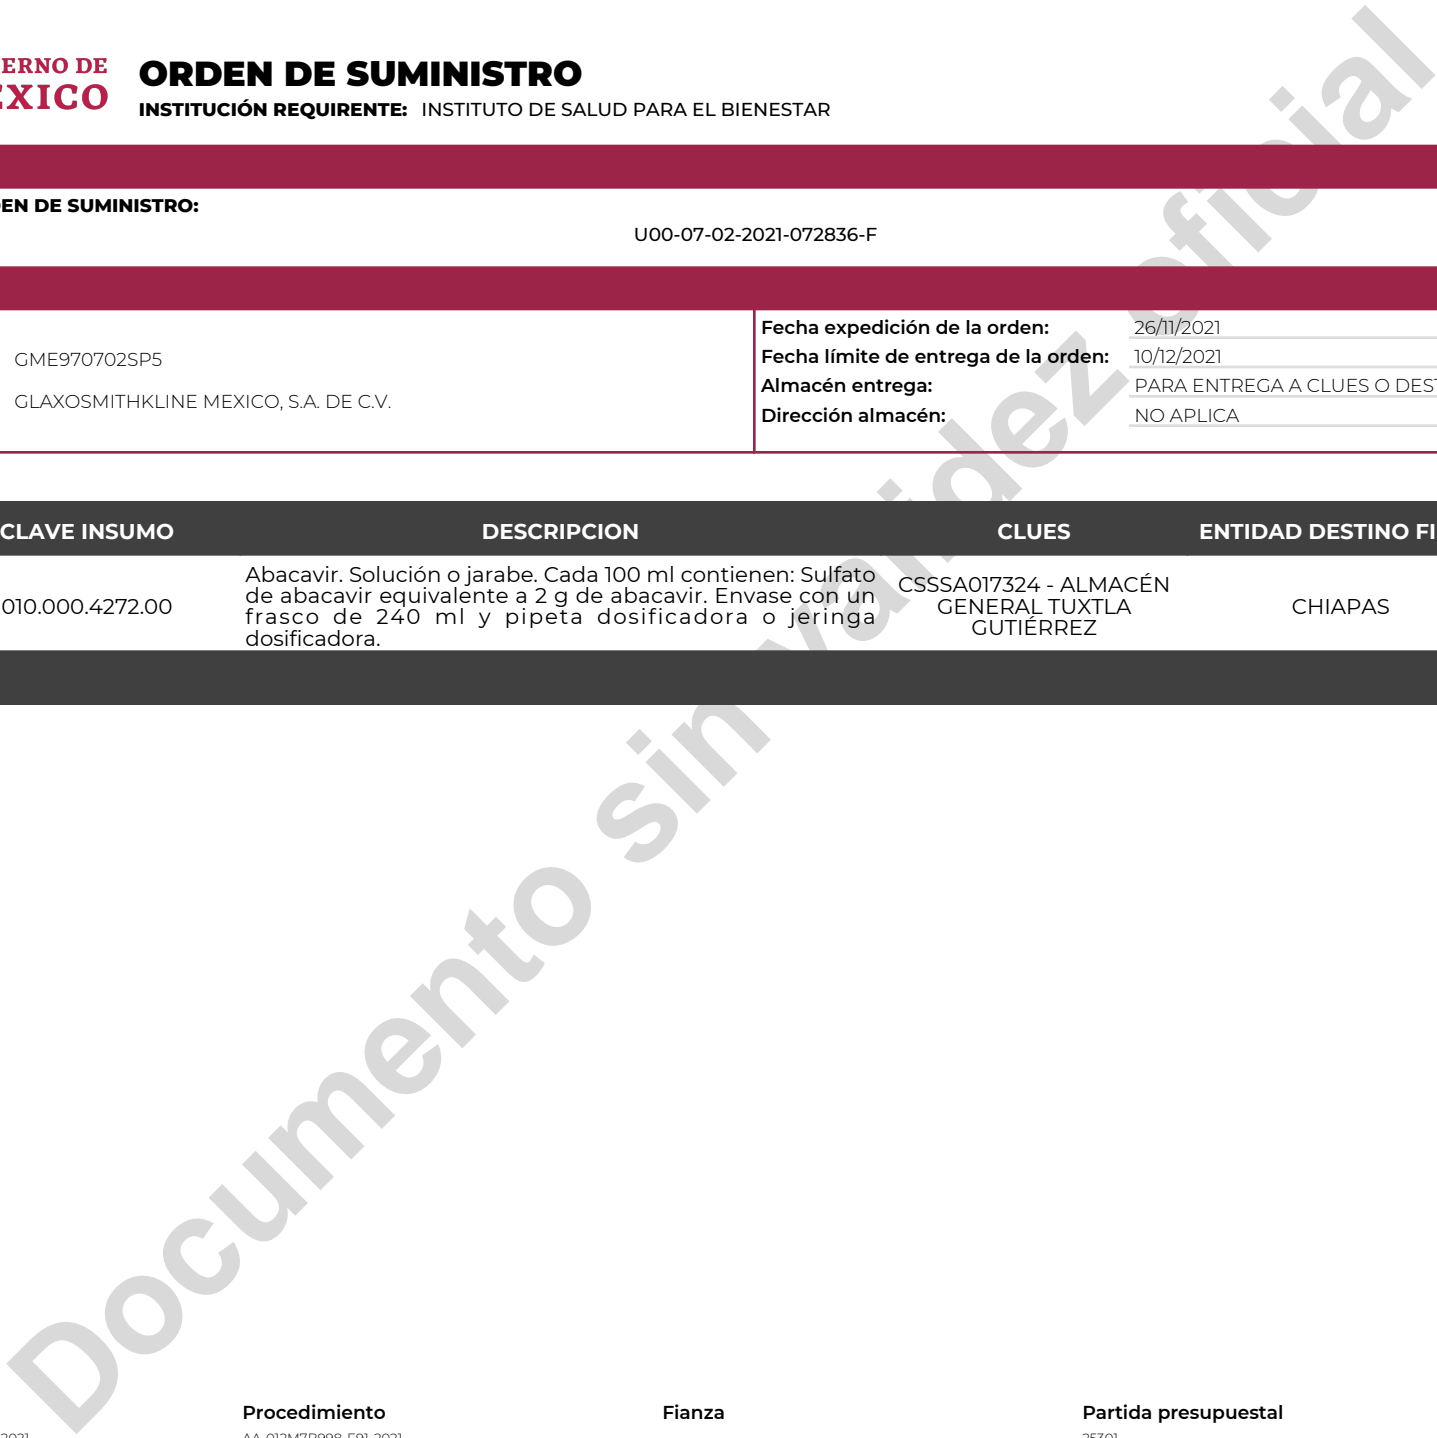 ERNO DE
EXICO
ORDEN DE SUMINISTRO
INSTITUCIÓN REQUIRENTE: INSTITUTO DE SALUD PARA EL BIENESTAR
EN DE SUMINISTRO:
U00-07-02-2021-072836-F
GME970702SP5
GLAXOSMITHKLINE MEXICO, S.A. DE C.V.
Fecha expedición de la orden: 26/11/2021
Fecha límite de entrega de la orden: 10/12/2021
Almacén entrega: PARA ENTREGA A CLUES O DEST
Dirección almacén: NO APLICA
CLAVE INSUMO DESCRIPCION CLUES ENTIDAD DESTINO FI
010.000.4272.00
Abacavir. Solución o jarabe. Cada 100 ml contienen: Sulfato
de abacavir equivalente a 2 g de abacavir. Envase con un
frasco de 240 ml y pipeta dosificadora o jeringa
dosificadora.
CSSSA017324 - ALMACÉN
GENERAL TUXTLA
GUTIÉRREZ
CHIAPAS
Documento sin validez oficial
Procedimiento Fianza Partida presupuestal